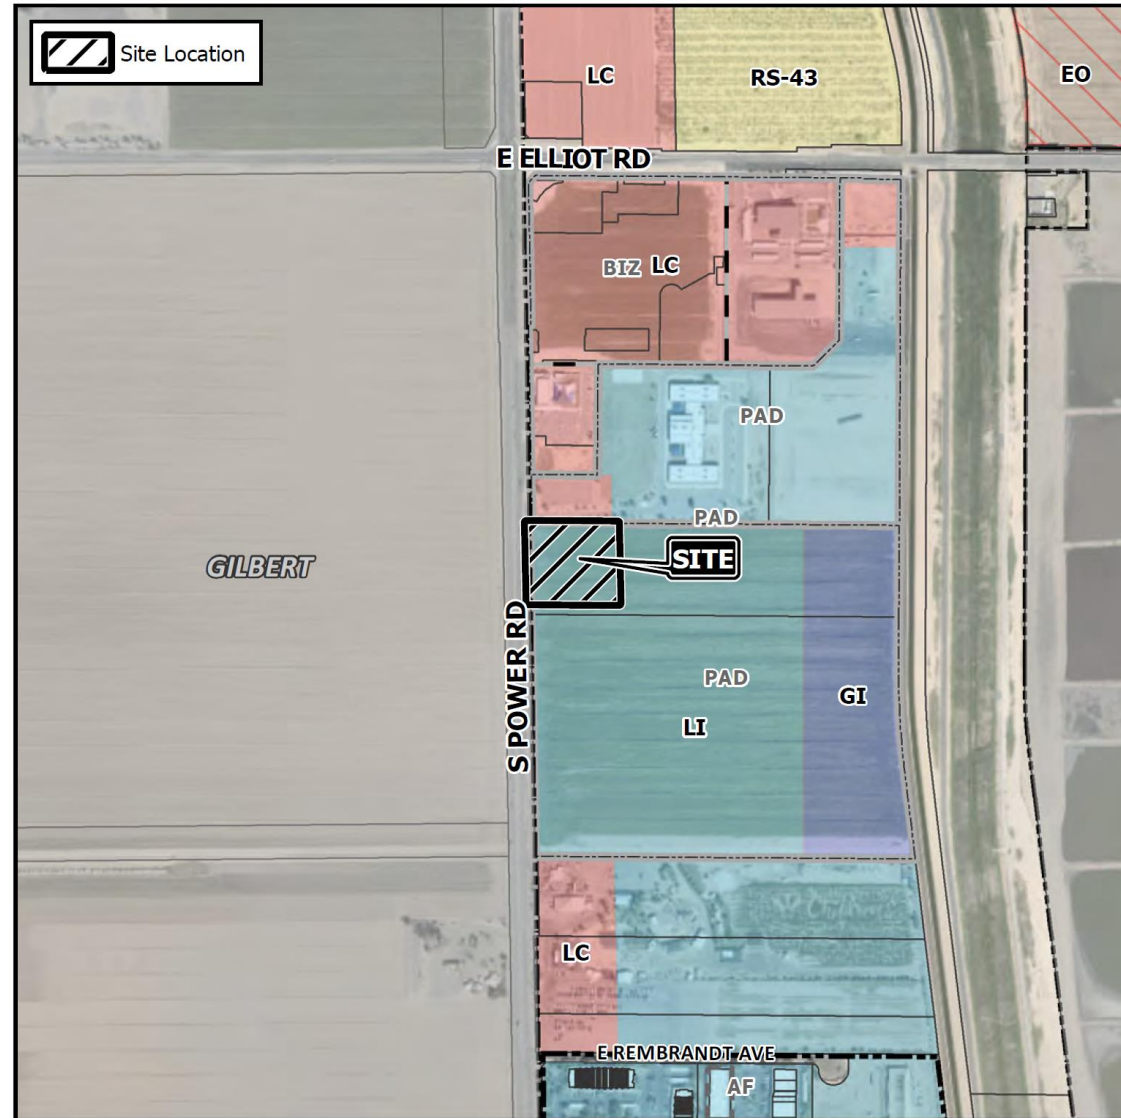 Site Location
LC
RS-43
EO
E ELLIOT RD
BIZ LC
PAD
PAD
SITE
GILBERT
S POWER RD
PAD
LI
GI
LC
E REMBRANDT AVE
AF